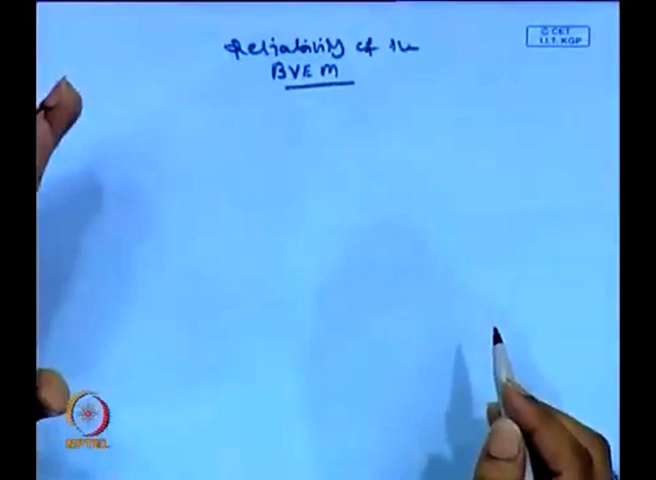 Reliability of the
BVEM
© CET
I.I.T. KGP
NPTEL